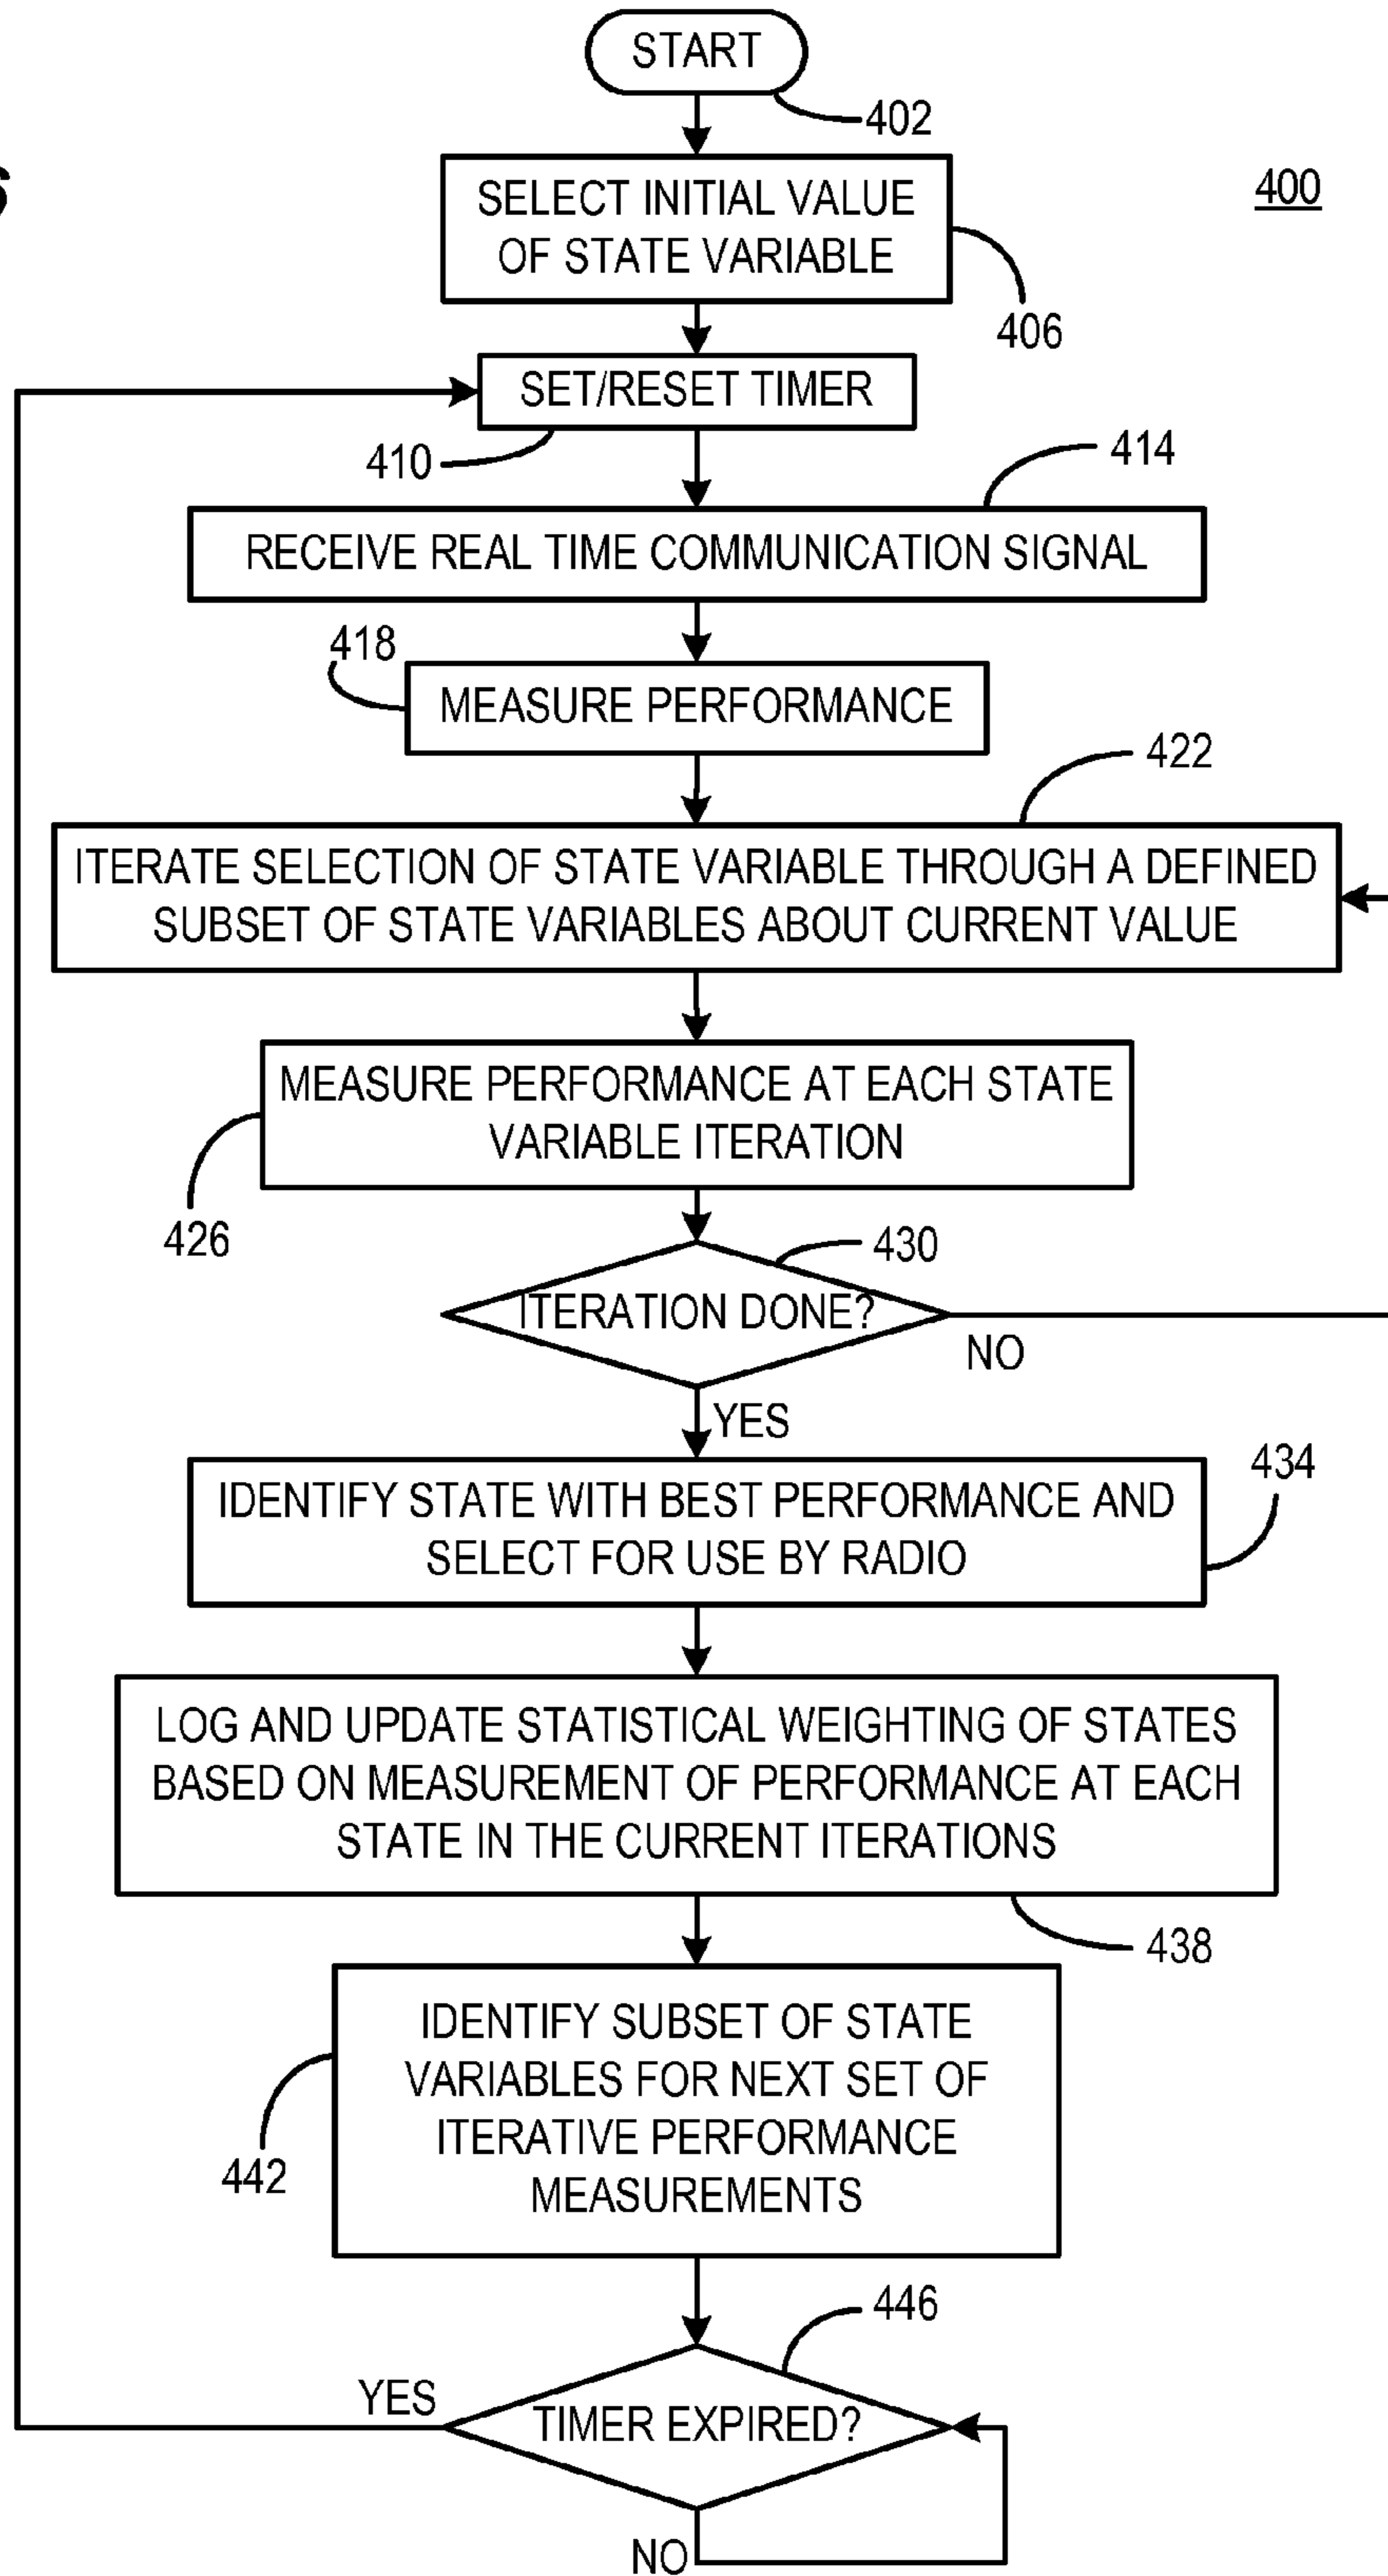 START
402
SELECT INITIAL VALUE
OF STATE VARIABLE
400
406
SET/RESET TIMER
410
414
RECEIVE REAL TIME COMMUNICATION SIGNAL
418
MEASURE PERFORMANCE
422
ITERATE SELECTION OF STATE VARIABLE THROUGH A DEFINED
SUBSET OF STATE VARIABLES ABOUT CURRENT VALUE
MEASURE PERFORMANCE AT EACH STATE
VARIABLE ITERATION
426
430
ITERATION DONE?
NO
YES
434
IDENTIFY STATE WITH BEST PERFORMANCE AND
SELECT FOR USE BY RADIO
LOG AND UPDATE STATISTICAL WEIGHTING OF STATES
BASED ON MEASUREMENT OF PERFORMANCE AT EACH
STATE IN THE CURRENT ITERATIONS
438
IDENTIFY SUBSET OF STATE
VARIABLES FOR NEXT SET OF
ITERATIVE PERFORMANCE
MEASUREMENTS
442
446
YES
TIMER EXPIRED?
NO